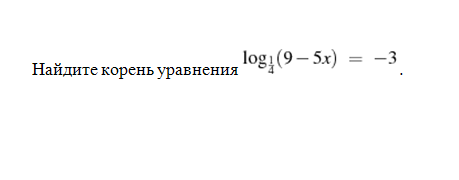 Найдите корень уравнения log_{1/4}(9 − 5x) = −3.